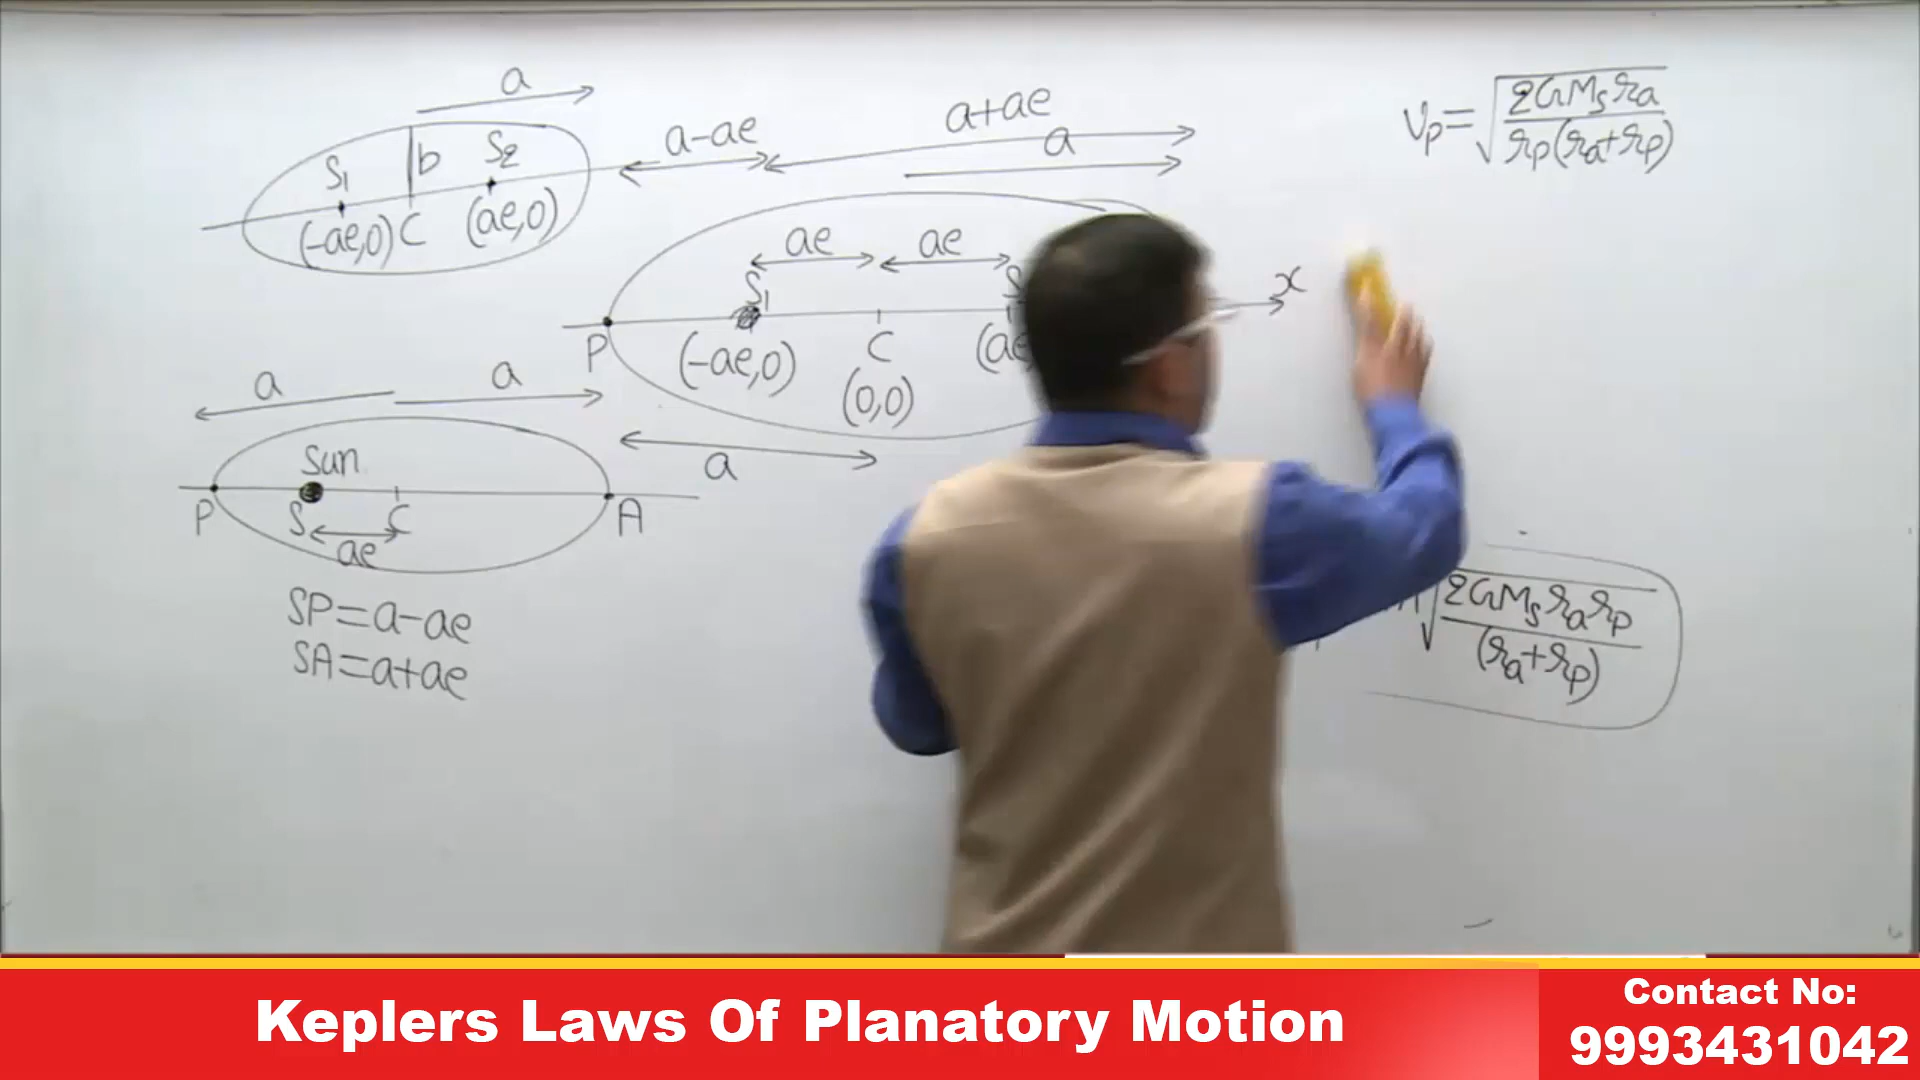 a
b
S₁
S₂
(-ae,0)
C
(ae,0)
a-ae
a+ae
a
ae
ae
S₁
x
P
(-ae,0)
C
(0,0)
(ae
a
Vp=√(2GMₛrₐ/rp(rₐ+rp))
a
a
Sun
P
S
C
ae
A
SP=a-ae
SA=a+ae
√(2GMₛrₐrp/(rₐ+rp))
Keplers Laws Of Planatory Motion
Contact No:
9993431042